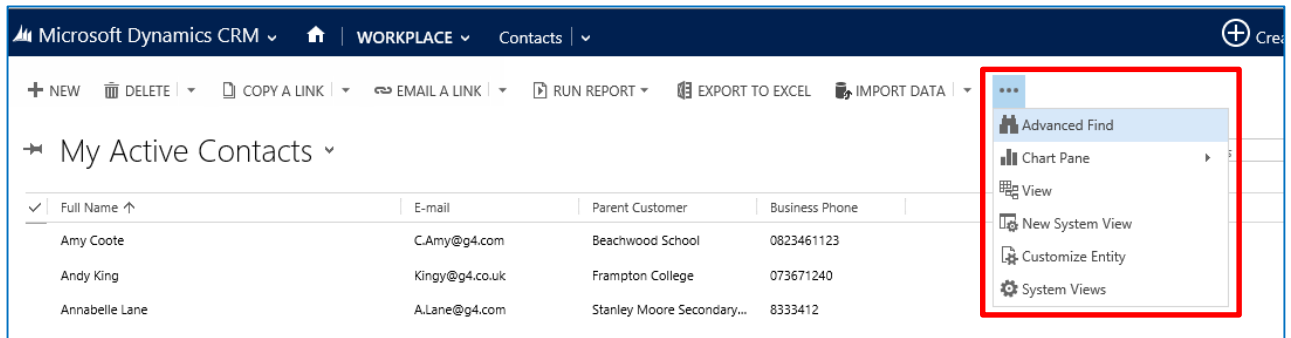 Microsoft Dynamics CRM WORKPLACE Contacts
NEW DELETE COPY A LINK EMAIL A LINK RUN REPORT EXPORT TO EXCEL IMPORT DATA ...
My Active Contacts
Full Name E-mail Parent Customer Business Phone
Amy Coote C.Amy@g4.com Beachwood School 0823461123
Andy King Kingy@g4.co.uk Frampton College 073671240
Annabelle Lane A.Lane@g4.com Stanley Moore Secondary... 8333412
Advanced Find
Chart Pane
View
New System View
Customize Entity
System Views